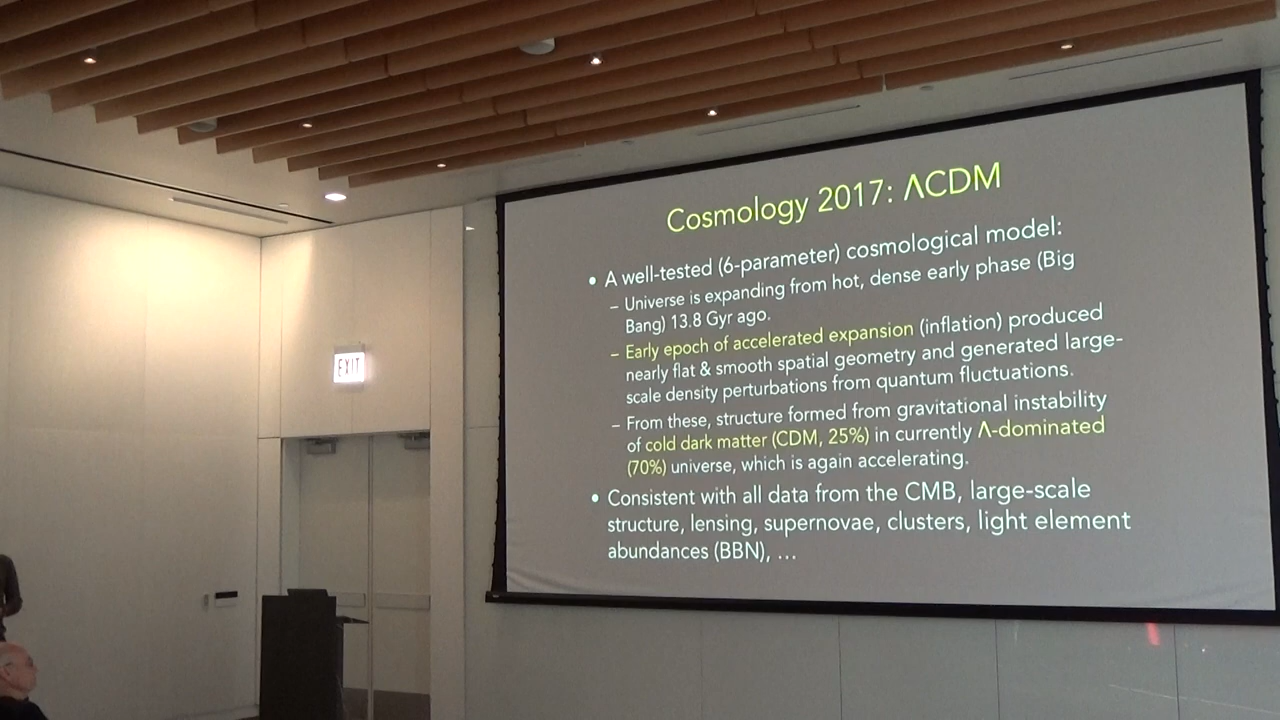 Cosmology 2017: ΛCDM
• A well-tested (6-parameter) cosmological model:
– Universe is expanding from hot, dense early phase (Big
Bang) 13.8 Gyr ago.
– Early epoch of accelerated expansion (inflation) produced
nearly flat & smooth spatial geometry and generated large-
scale density perturbations from quantum fluctuations.
– From these, structure formed from gravitational instability
of cold dark matter (CDM, 25%) in currently Λ-dominated
(70%) universe, which is again accelerating.
• Consistent with all data from the CMB, large-scale
structure, lensing, supernovae, clusters, light element
abundances (BBN), ...
EXIT